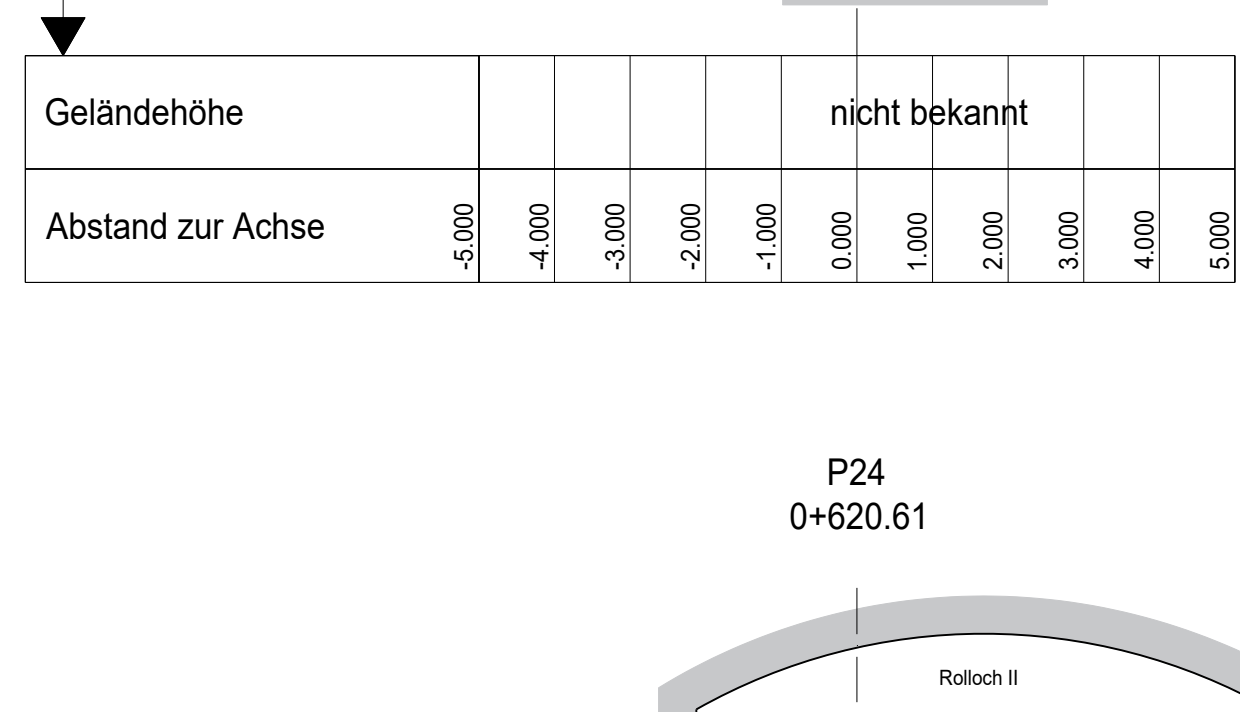 Geländehöhe
nicht bekannt
Abstand zur Achse
-5.000
-4.000
-3.000
-2.000
-1.000
0.000
1.000
2.000
3.000
4.000
5.000
P24
0+620.61
Rolloch II